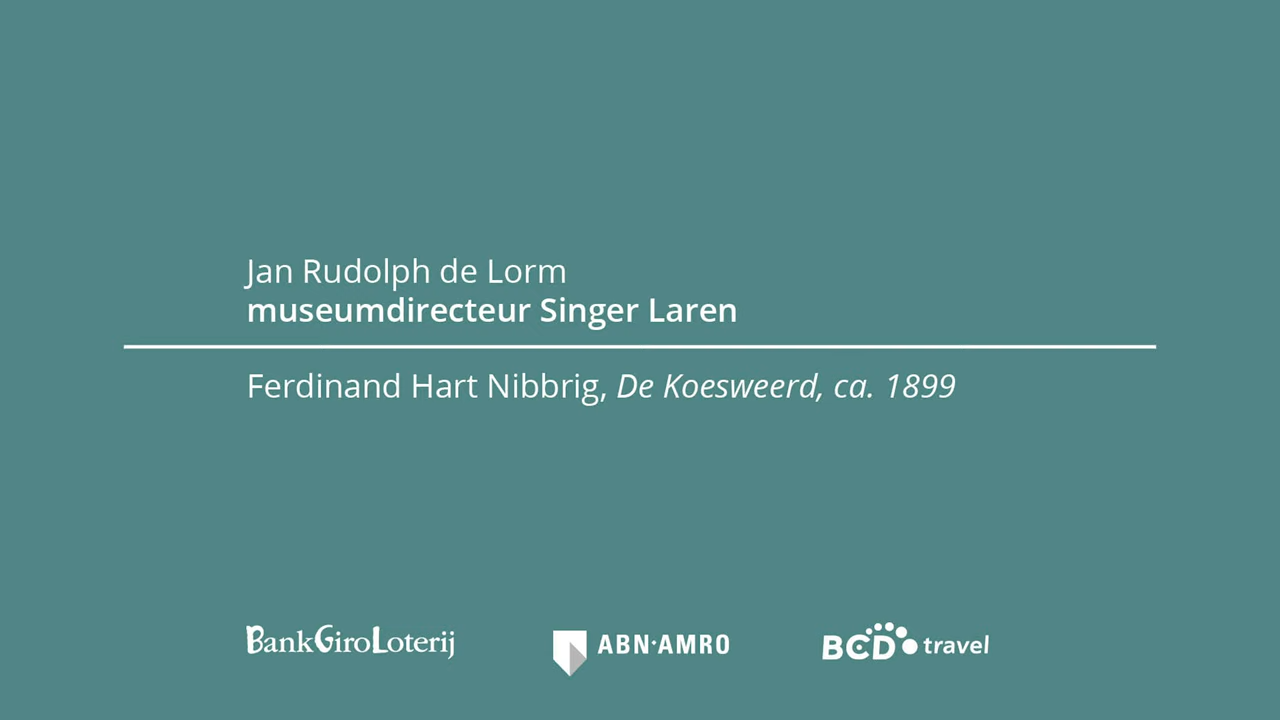 Jan Rudolph de Lorm
museumdirecteur Singer Laren
Ferdinand Hart Nibbrig, De Koesweerd, ca. 1899
BankGiroLoterij
ABN·AMRO
BCD travel